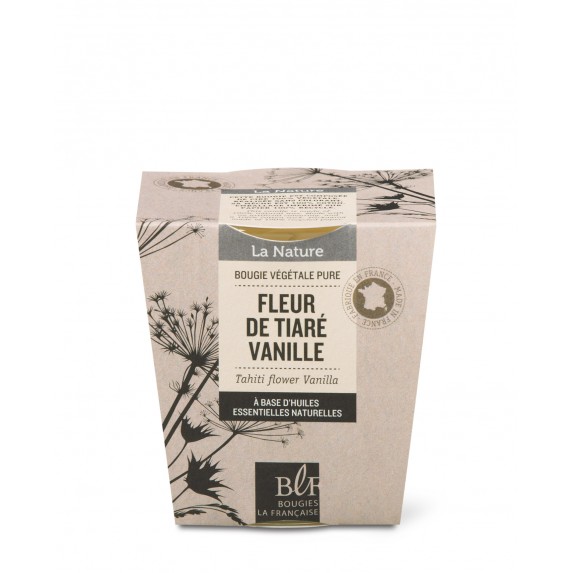 La Nature
La Nature
BOUGIE VÉGÉTALE PURE
FLEUR
DE TIARÉ
VANILLE
Tahiti flower Vanilla
À BASE D'HUILES
ESSENTIELLES NATURELLES
FABRIQUÉ EN FRANCE - MADE IN FRANCE -
BLF
BOUGIES
LA FRANÇAISE